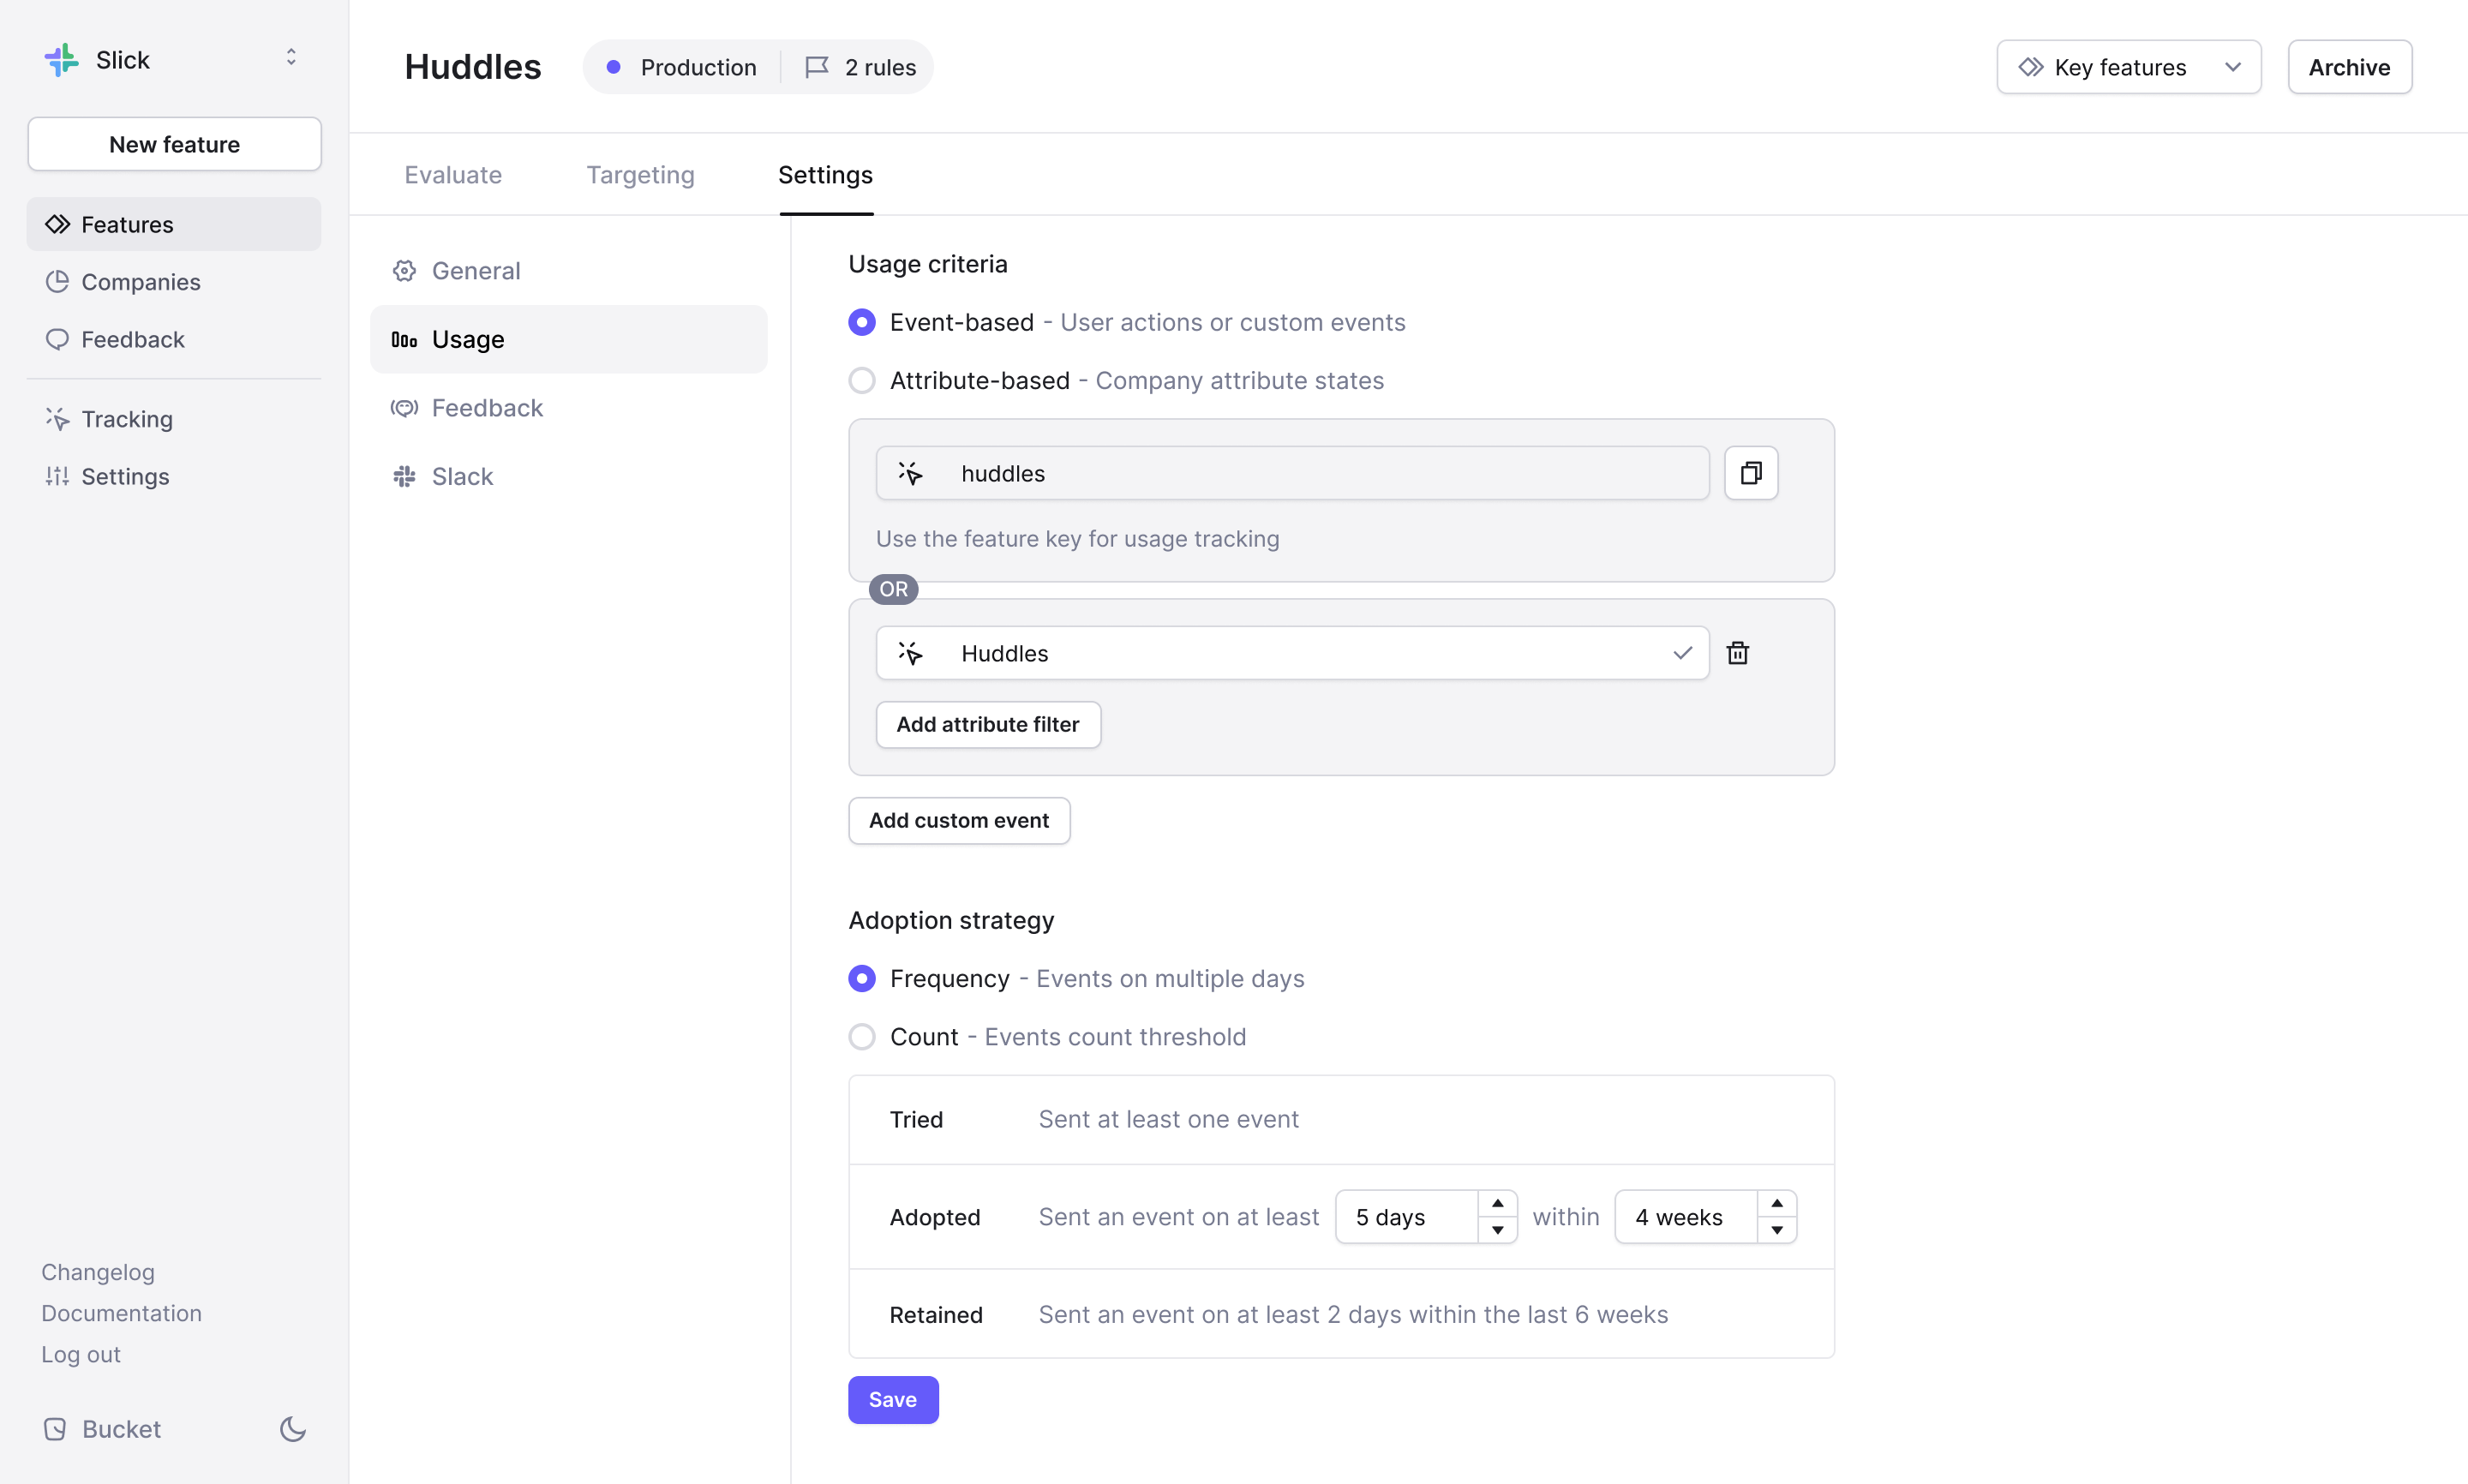 Slick
New feature
Features
Companies
Feedback
Tracking
Settings
Changelog
Documentation
Log out
Bucket
Huddles
Production
2 rules
Key features
Archive
Evaluate
Targeting
Settings
General
Usage
Feedback
Slack
Usage criteria
Event-based - User actions or custom events
Attribute-based - Company attribute states
huddles
Use the feature key for usage tracking
OR
Huddles
Add attribute filter
Add custom event
Adoption strategy
Frequency - Events on multiple days
Count - Events count threshold
Tried Sent at least one event
Adopted Sent an event on at least 5 days within 4 weeks
Retained Sent an event on at least 2 days within the last 6 weeks
Save